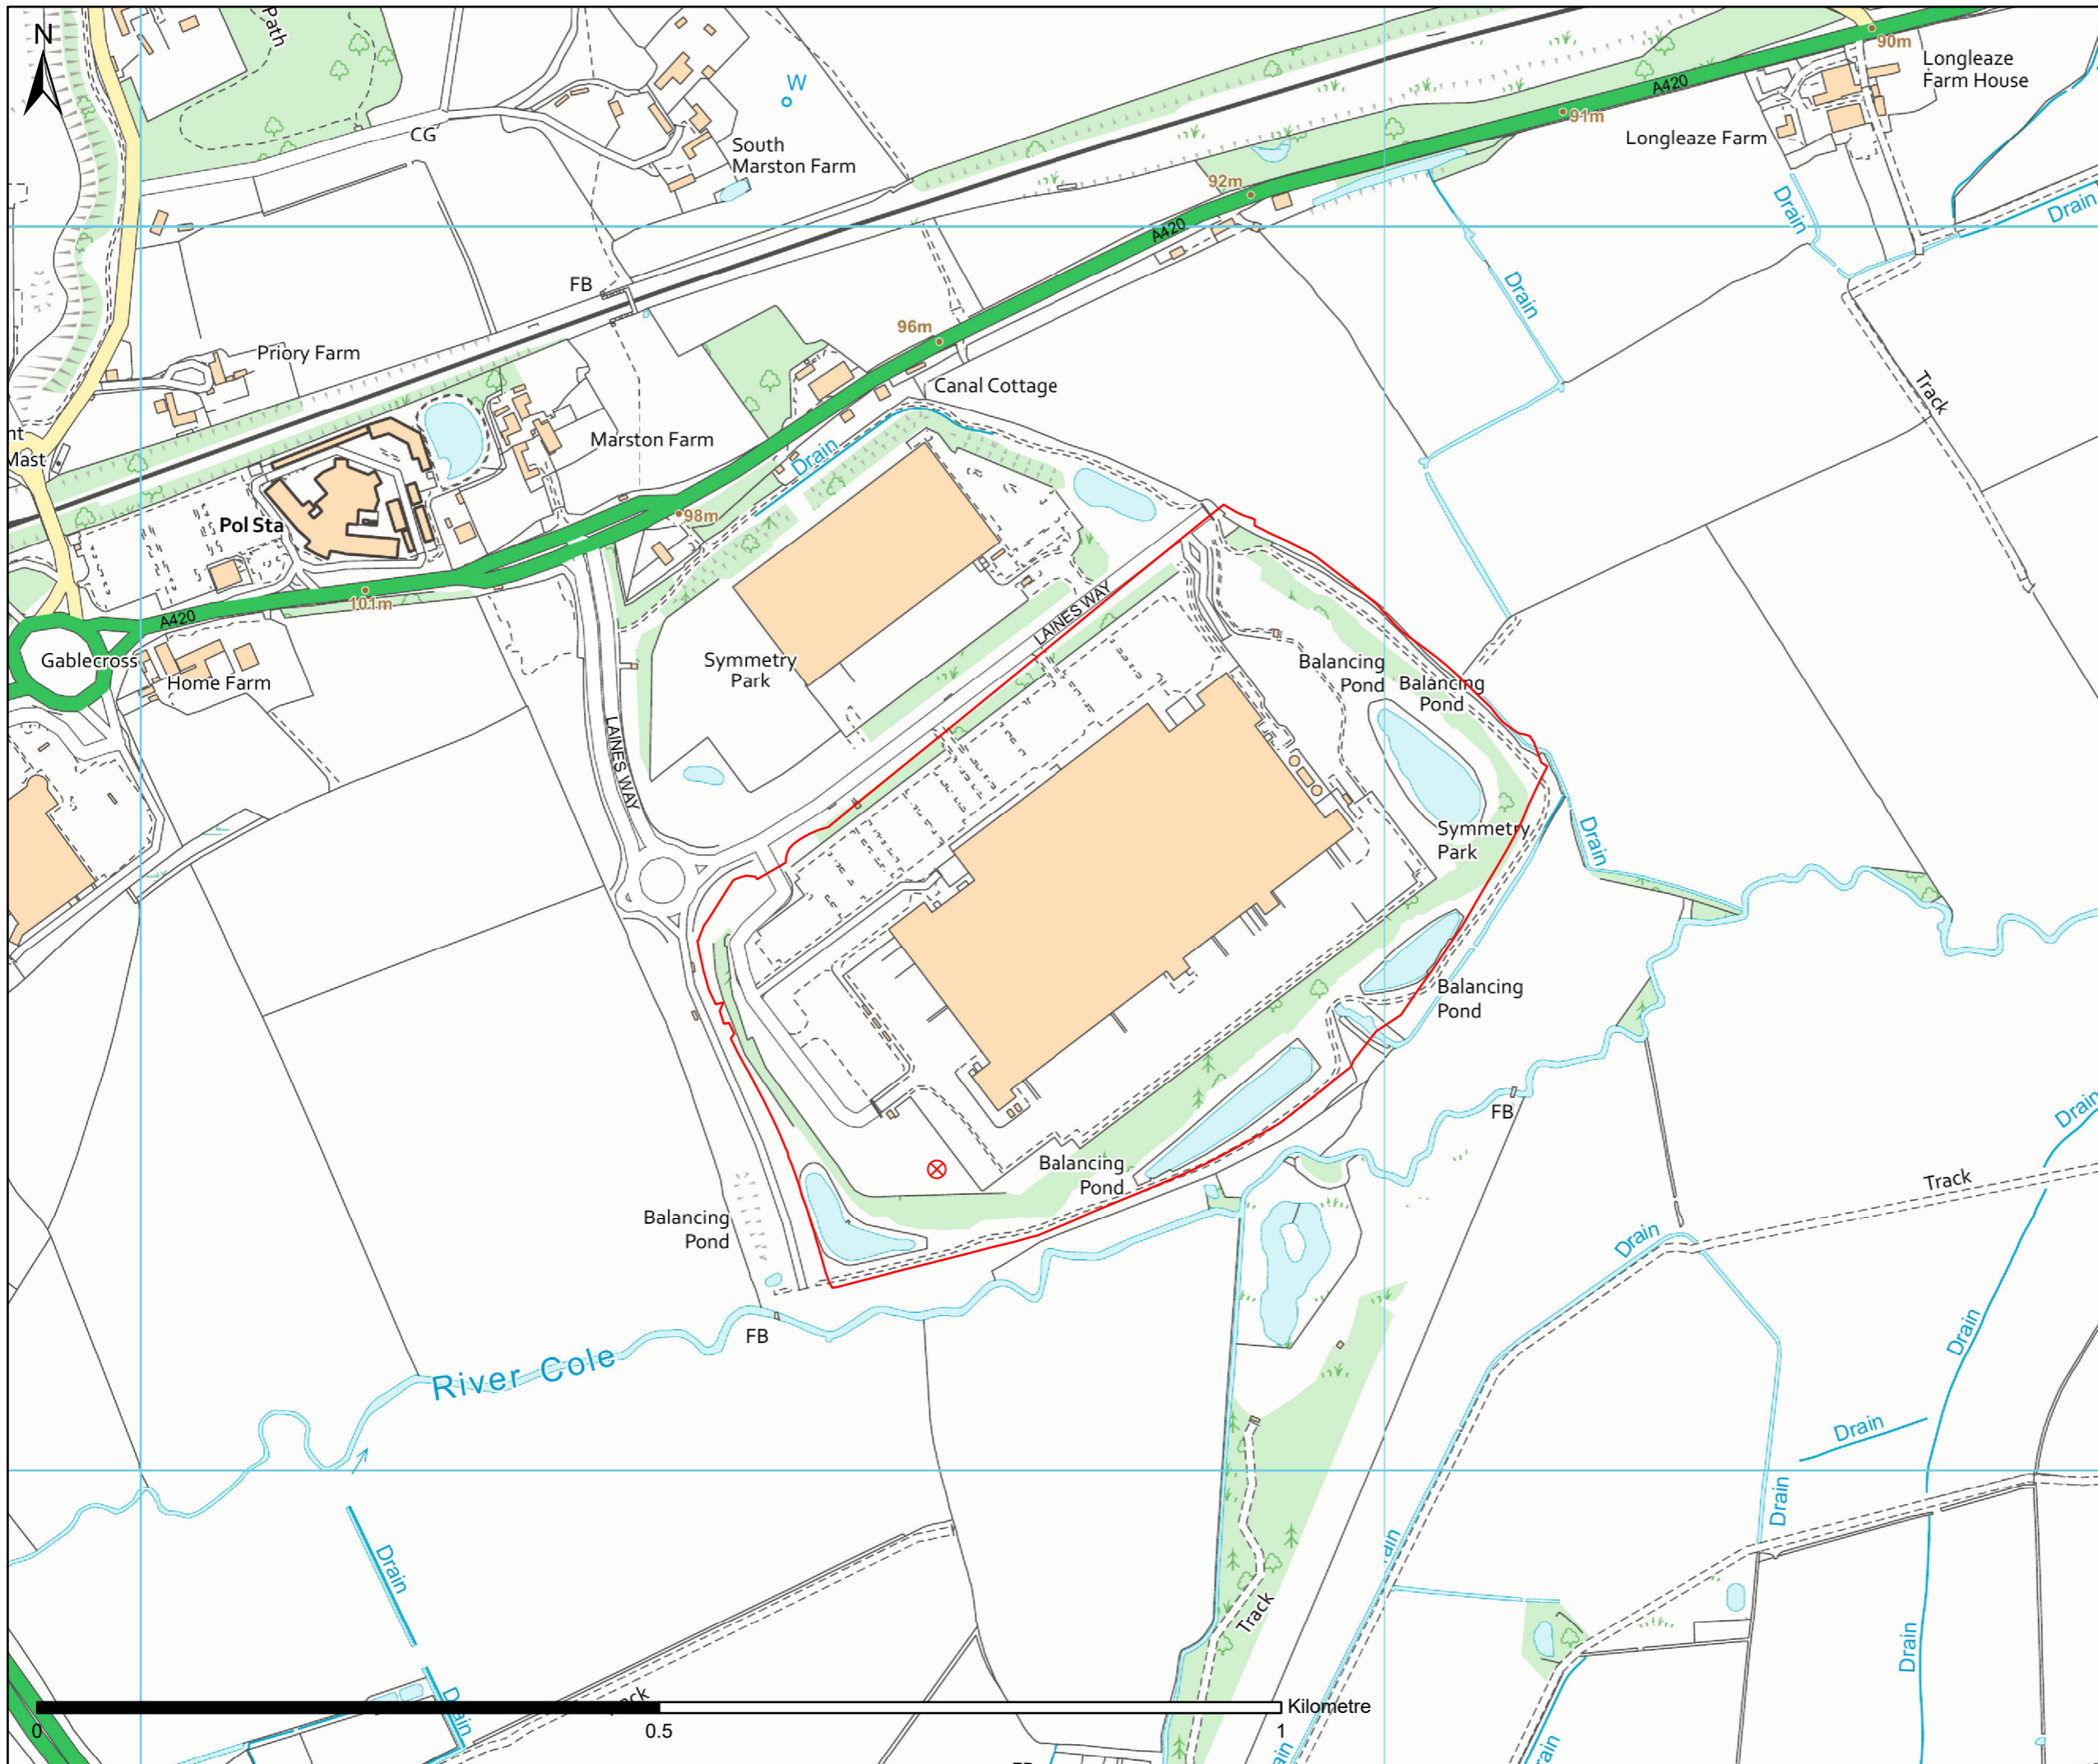 N
Path
W
90m
Longleaze
Farm House
A420
91m
Longleaze Farm
CG
South
Marston Farm
92m
Drain
Drain
A420
FB
Drain
96m
Priory Farm
Canal Cottage
Track
Marston Farm
Mast
Drain
Pol Sta
98m
101m
A420
LAINES WAY
Gablecross
Home Farm
Symmetry
Park
Balancing
Pond
Balancing
Pond
LAINES WAY
Symmetry
Park
Drain
Balancing
Pond
FB
Drain
Balancing
Pond
Track
Balancing
Pond
Drain
FB
River Cole
Drain
Drain
Drain
Drain
Track
Drain
Drain
Kilometre
0
0.5
1